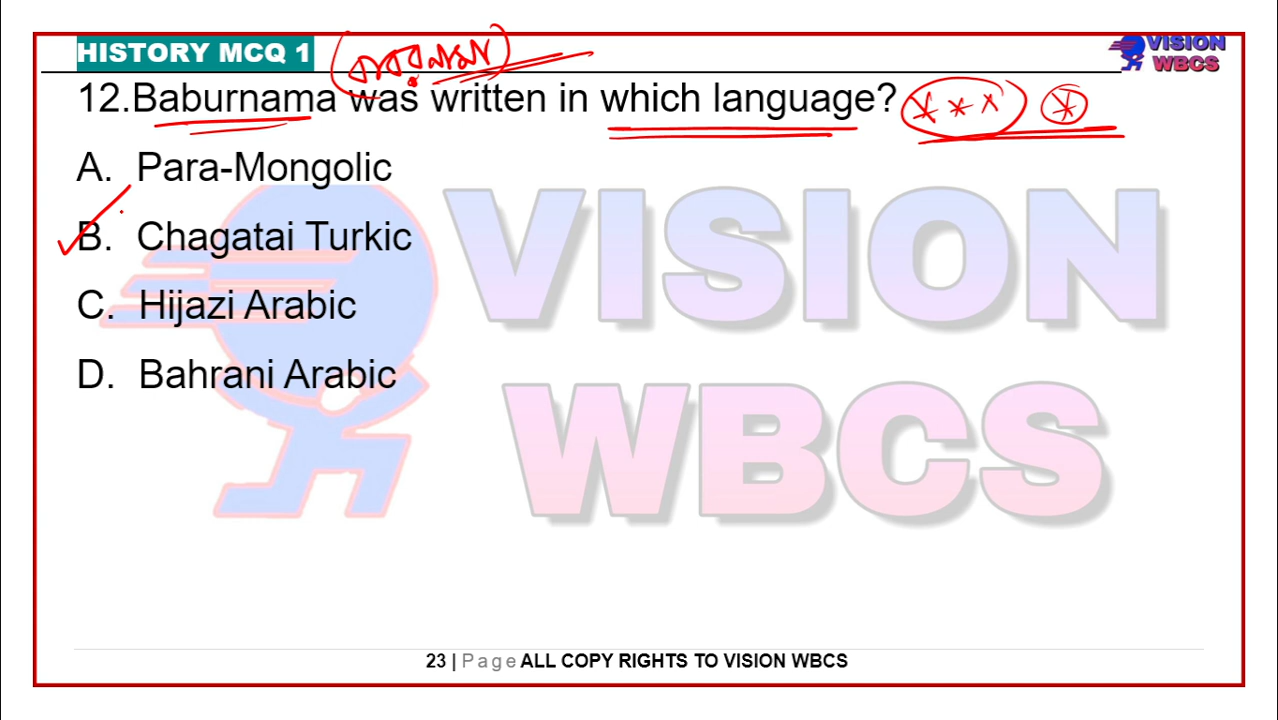 HISTORY MCQ 1
VISION
WBCS
12.Baburnama was written in which language?
A. Para-Mongolic
B. Chagatai Turkic
C. Hijazi Arabic
D. Bahrani Arabic
VISION
WBCS
23 | Page ALL COPY RIGHTS TO VISION WBCS